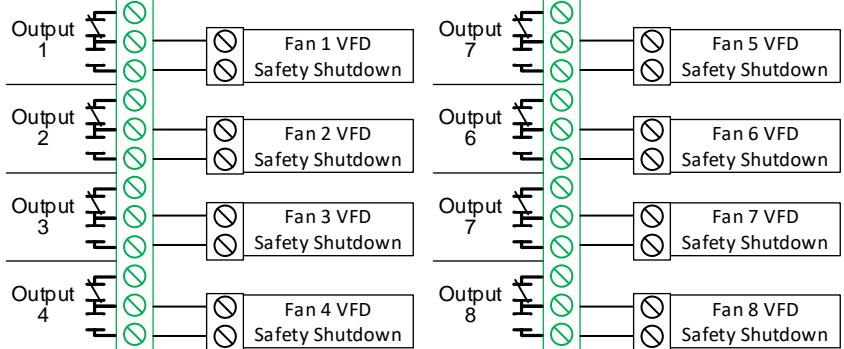 Output
1
Fan 1 VFD
Safety Shutdown
Output
2
Fan 2 VFD
Safety Shutdown
Output
3
Fan 3 VFD
Safety Shutdown
Output
4
Fan 4 VFD
Safety Shutdown
Output
7
Fan 5 VFD
Safety Shutdown
Output
6
Fan 6 VFD
Safety Shutdown
Output
7
Fan 7 VFD
Safety Shutdown
Output
8
Fan 8 VFD
Safety Shutdown